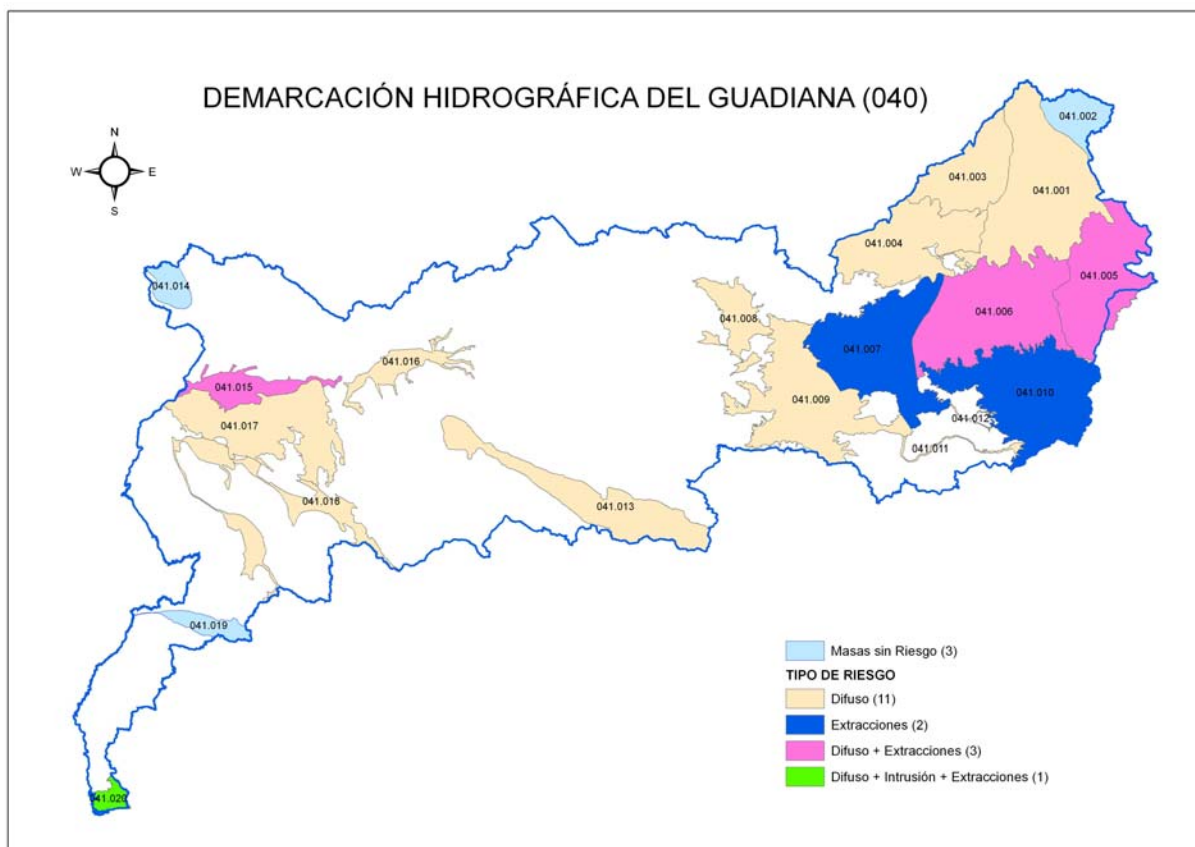 DEMARCACIÓN HIDROGRÁFICA DEL GUADIANA (040)
N
W E
S
041.002
041.003
041.001
041.004
041.005
041.014
041.006
041.008
041.007
041.016
041.015
041.010
041.009
041.012
041.017
041.011
041.018
041.013
041.019
041.020
Masas sin Riesgo (3)
TIPO DE RIESGO
Difuso (11)
Extracciones (2)
Difuso + Extracciones (3)
Difuso + Intrusión + Extracciones (1)